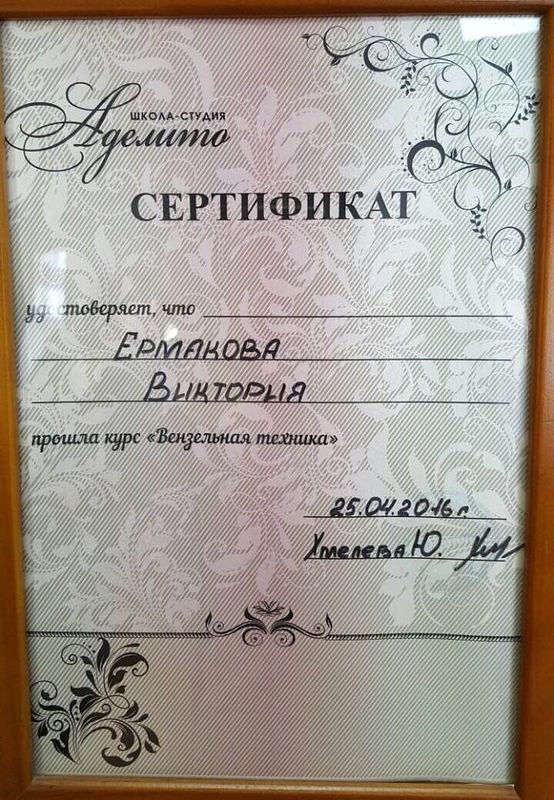 ШКОЛА-СТУДИЯ
Аделито
СЕРТИФИКАТ
удостоверяет, что
ЕРМАКОВА
ВИКТОРИЯ
прошла курс «Вензельная техника»
25.04.2016 г.
Хмелева Ю.